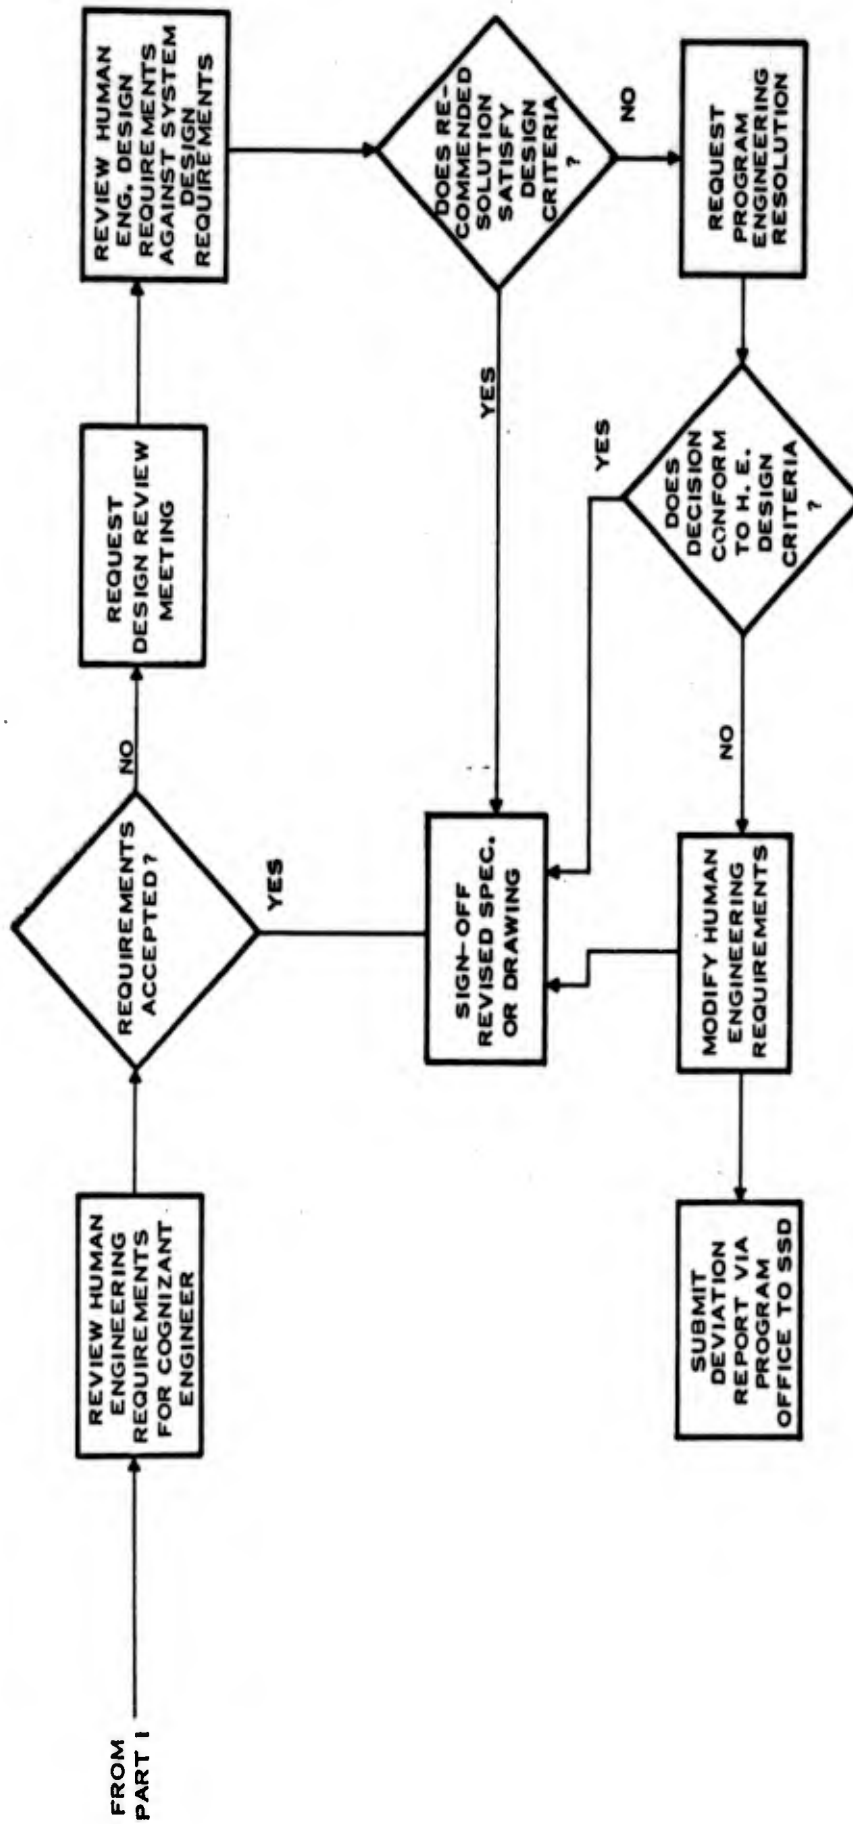 FROM
PART I
REVIEW HUMAN
ENGINEERING
REQUIREMENTS
FOR COGNIZANT
ENGINEER
REQUIREMENTS
ACCEPTED?
NO
YES
REQUEST
DESIGN REVIEW
MEETING
REVIEW HUMAN
ENG. DESIGN
REQUIREMENTS
AGAINST SYSTEM
DESIGN
REQUIREMENTS
DOES RE-
COMMENDED
SOLUTION
SATISFY
DESIGN
CRITERIA
?
YES
NO
SIGN-OFF
REVISED SPEC.
OR DRAWING
REQUEST
PROGRAM
ENGINEERING
RESOLUTION
DOES
DECISION
CONFORM
TO H. E.
DESIGN
CRITERIA
?
YES
NO
MODIFY HUMAN
ENGINEERING
REQUIREMENTS
SUBMIT
DEVIATION
REPORT VIA
PROGRAM
OFFICE TO SSD